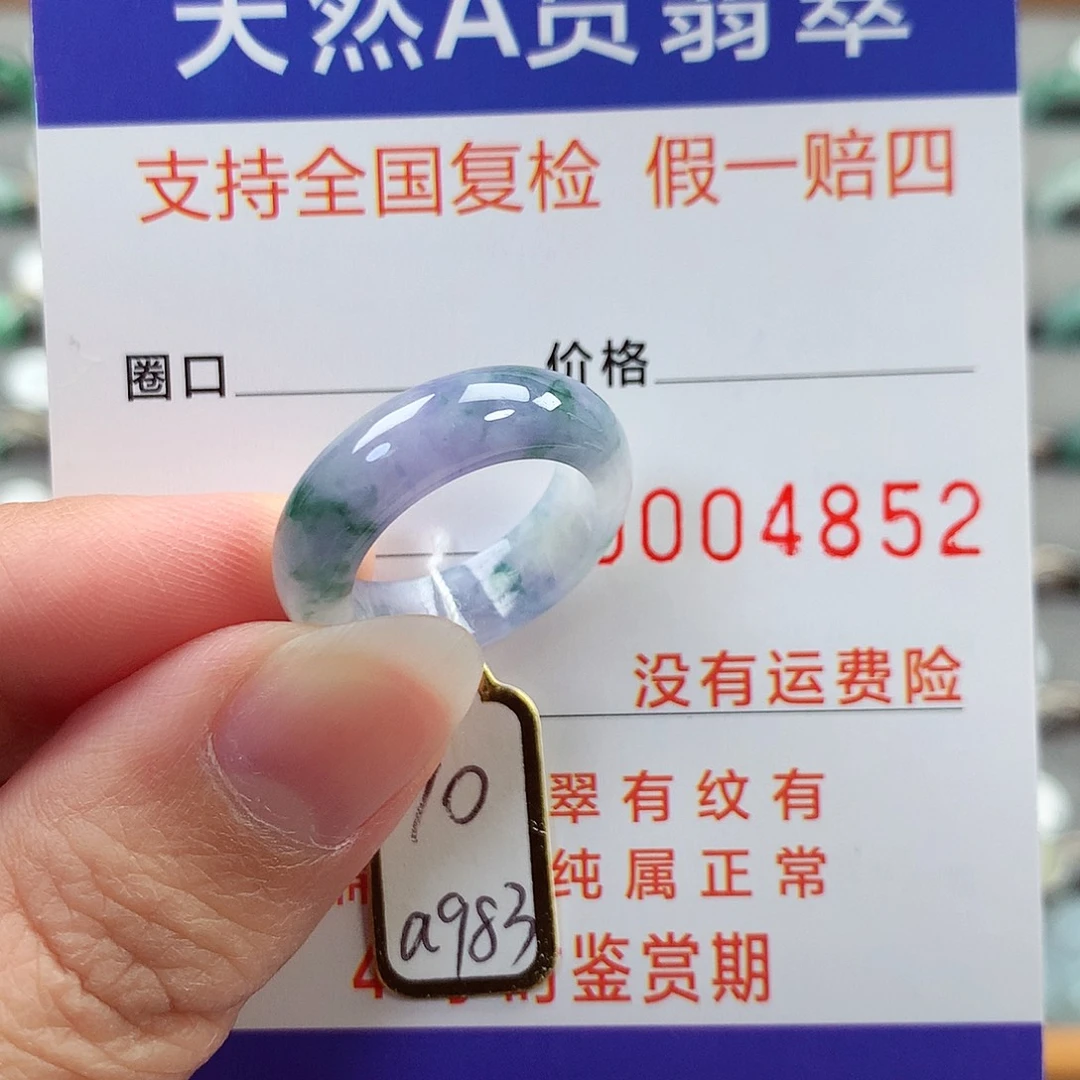 天然A货翡翠
支持全国复检 假一赔四
圈口 价格
004852
没有运费险
翠有纹有
纯属正常
鉴赏期
10
a983